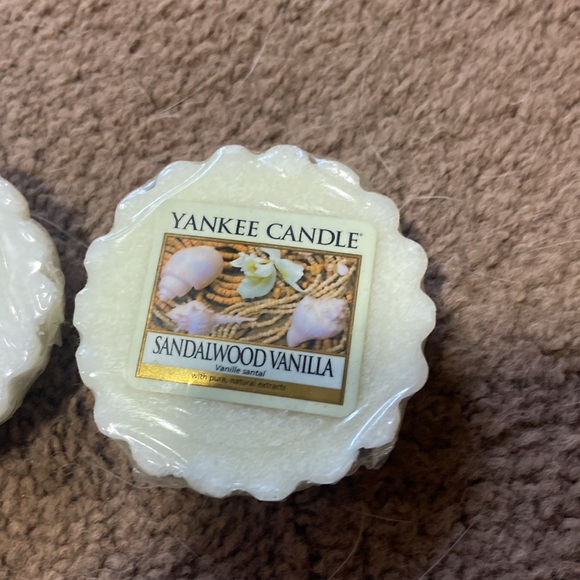 YANKEE CANDLE®
SANDALWOOD VANILLA
Vanille santal
with pure, natural extracts